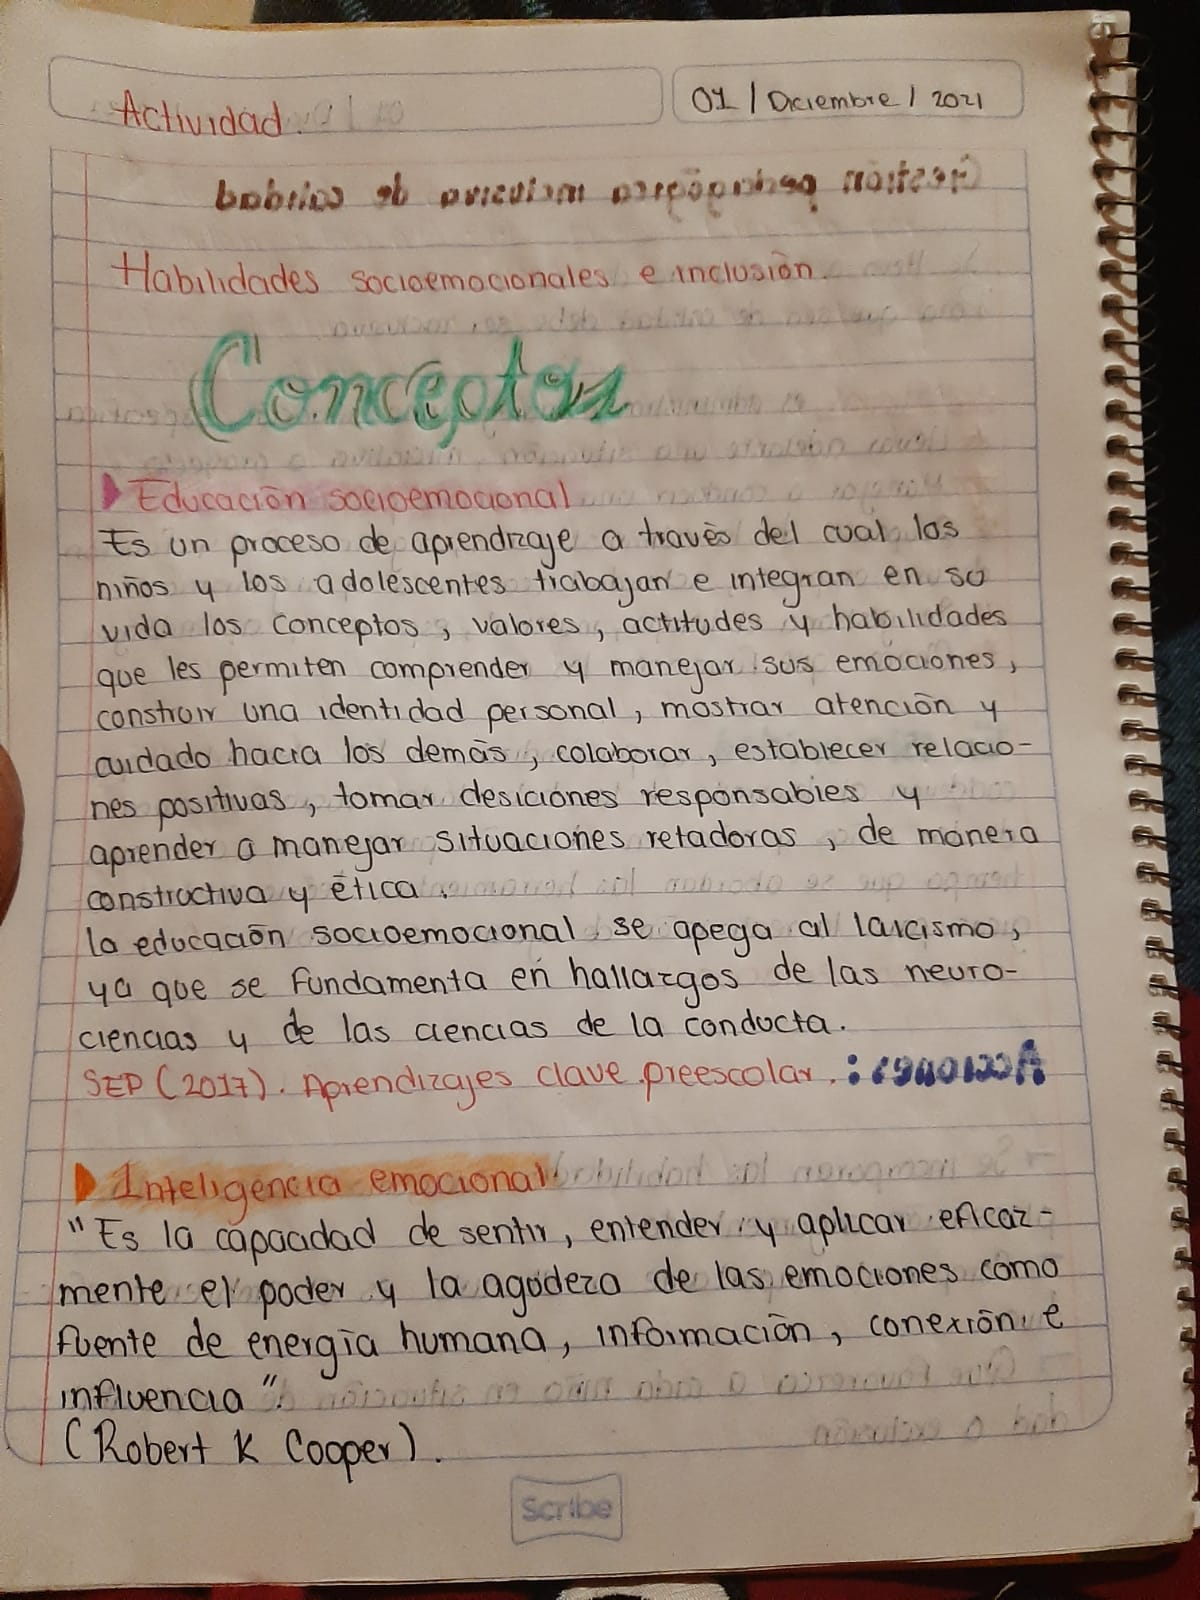 Actividad.
01 / Diciembre / 2021
Gestión pedagógica inclusiva de calidad
Habilidades socioemocionales e inclusión.
Conceptos
Educación socioemocional
Es un proceso de aprendizaje a través del cual los
niños y los adolescentes trabajan e integran en su
vida los conceptos, valores, actitudes y habilidades
que les permiten comprender y manejar sus emociones,
construir una identidad personal, mostrar atención y
cuidado hacia los demás, colaborar, establecer relacio-
nes positivas, tomar desiciones responsables y
aprender a manejar situaciones retadoras, de manera
constructiva y ética.
la educación socioemocional se apega al laicismo,
ya que se fundamenta en hallazgos de las neuro-
ciencias y de las ciencias de la conducta.
SEP (2017). Aprendizajes clave preescolar.
Inteligencia emocional
"Es la capacidad de sentir, entender y aplicar eficaz-
mente el poder y la agudeza de las emociones como
fuente de energía humana, información, conexión e
influencia".
(Robert K Cooper).
Scribe